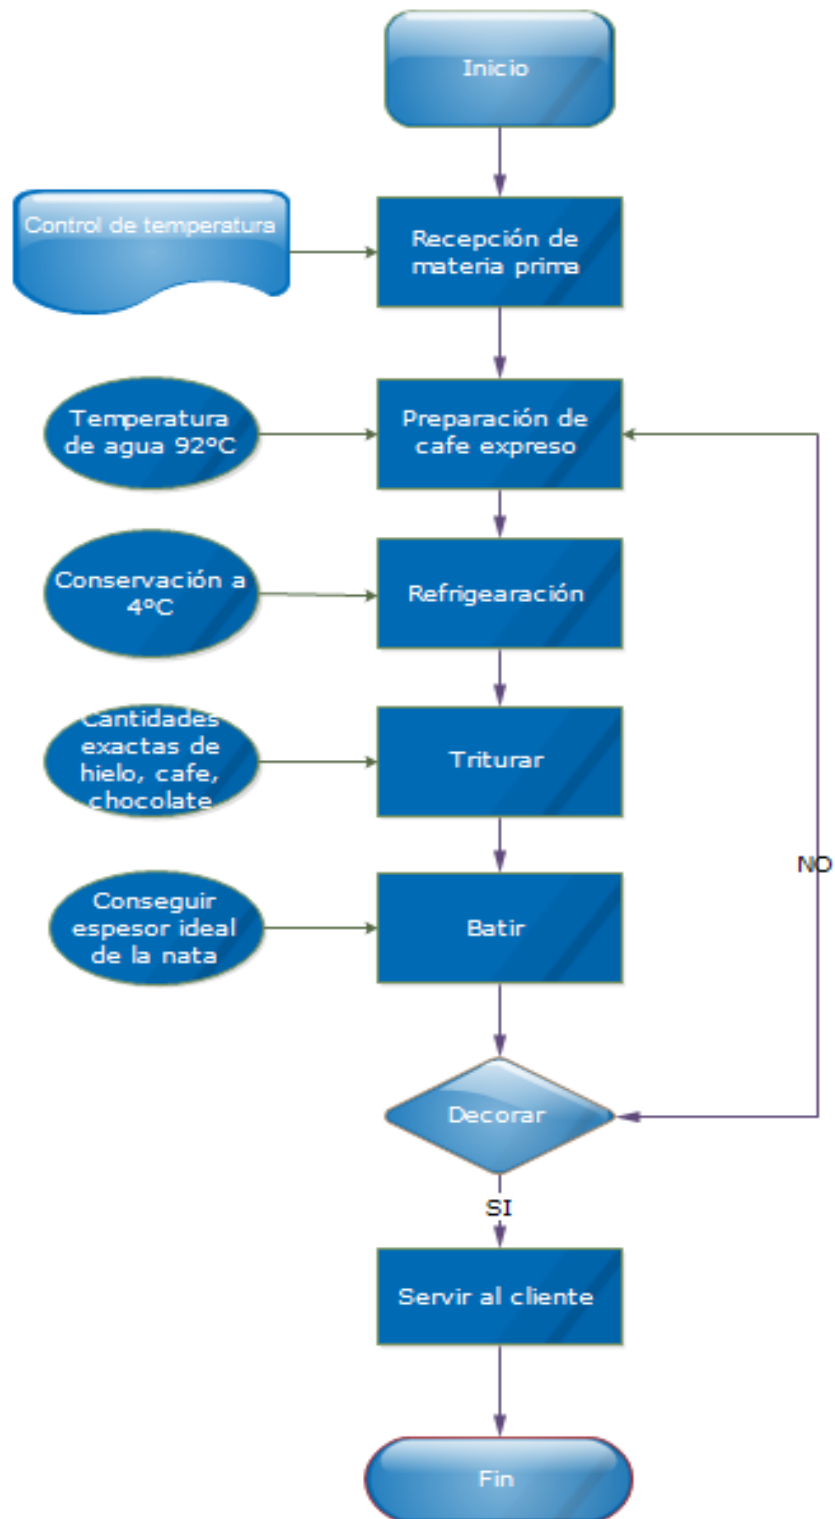 Inicio
Control de temperatura
Recepción de
materia prima
Temperatura
de agua 92ºC
Preparación de
cafe expreso
Conservación a
4ºC
Refrigearación
Cantidades
exactas de
hielo, cafe,
chocolate
Triturar
NO
Conseguir
espesor ideal
de la nata
Batir
Decorar
SI
Servir al cliente
Fin